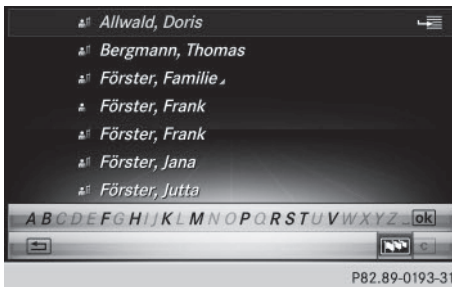 Allwald, Doris
Bergmann, Thomas
Förster, Familie
Förster, Frank
Förster, Frank
Förster, Jana
Förster, Jutta
A B C D E F G H I J K L M N O P Q R S T U V W X Y Z _ ok
c
P82.89-0193-31